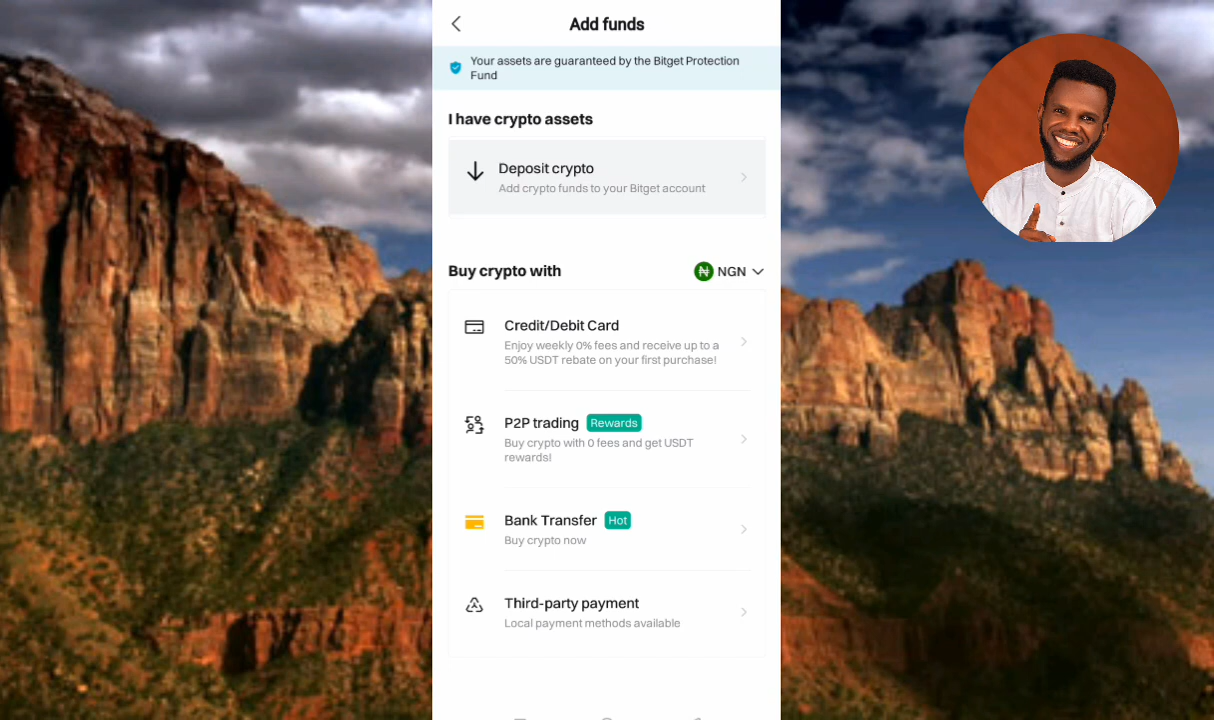 Add funds
Your assets are guaranteed by the Bitget Protection
Fund
I have crypto assets
Deposit crypto
Add crypto funds to your Bitget account
Buy crypto with
₦ NGN
Credit/Debit Card
Enjoy weekly 0% fees and receive up to a
50% USDT rebate on your first purchase!
P2P trading Rewards
Buy crypto with 0 fees and get USDT
rewards!
Bank Transfer Hot
Buy crypto now
Third-party payment
Local payment methods available